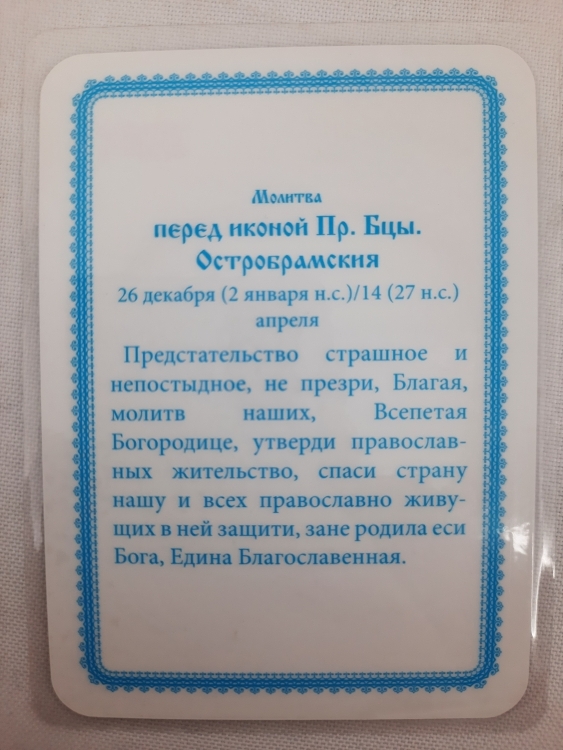 Молитва
перед иконой Пр. Бцы.
Остробрамския
26 декабря (2 января н.с.)/14 (27 н.с.)
апреля
Предстательство страшное и
непостыдное, не презри, Благая,
молитв наших, Всепетая
Богородице, утверди православ-
ных жительство, спаси страну
нашу и всех православно живу-
щих в ней защити, зане родила еси
Бога, Едина Благославенная.